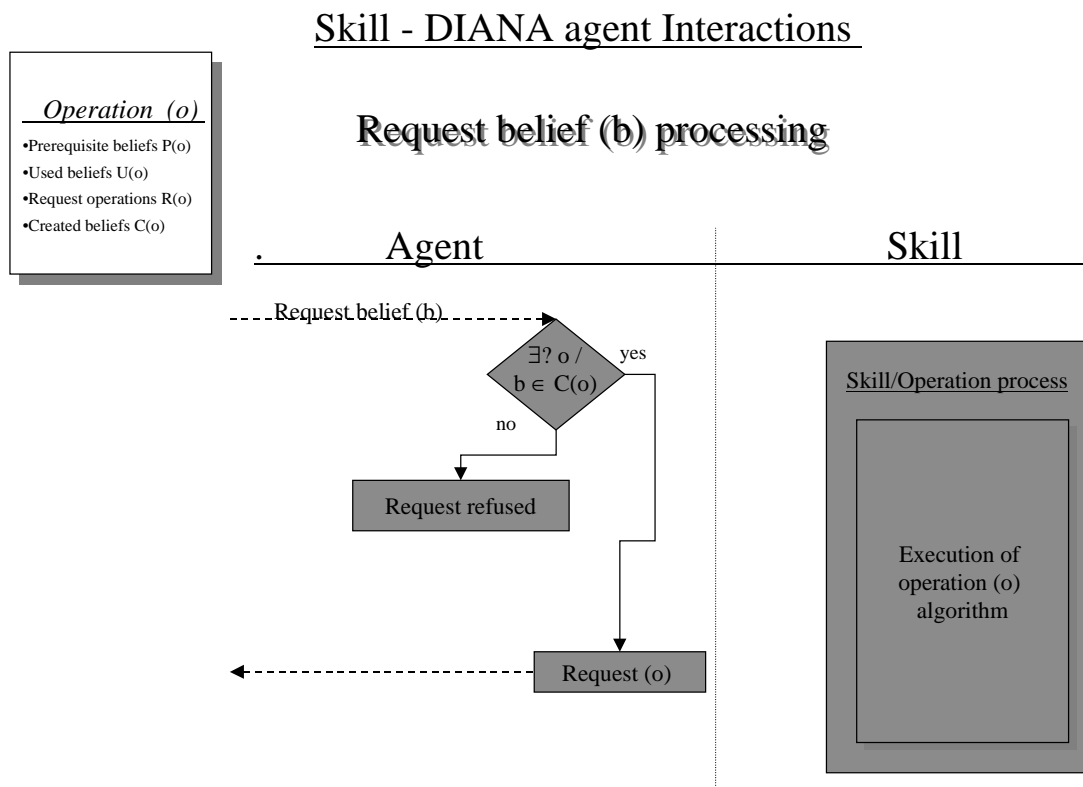 Skill - DIANA agent Interactions
Operation (o)
•Prerequisite beliefs P(o)
•Used beliefs U(o)
•Request operations R(o)
•Created beliefs C(o)
Request belief (b) processing
. Agent
Skill
Request belief (b)
∃? o /
b ∈ C(o)
yes
no
Request refused
Request (o)
Skill/Operation process
Execution of
operation (o)
algorithm